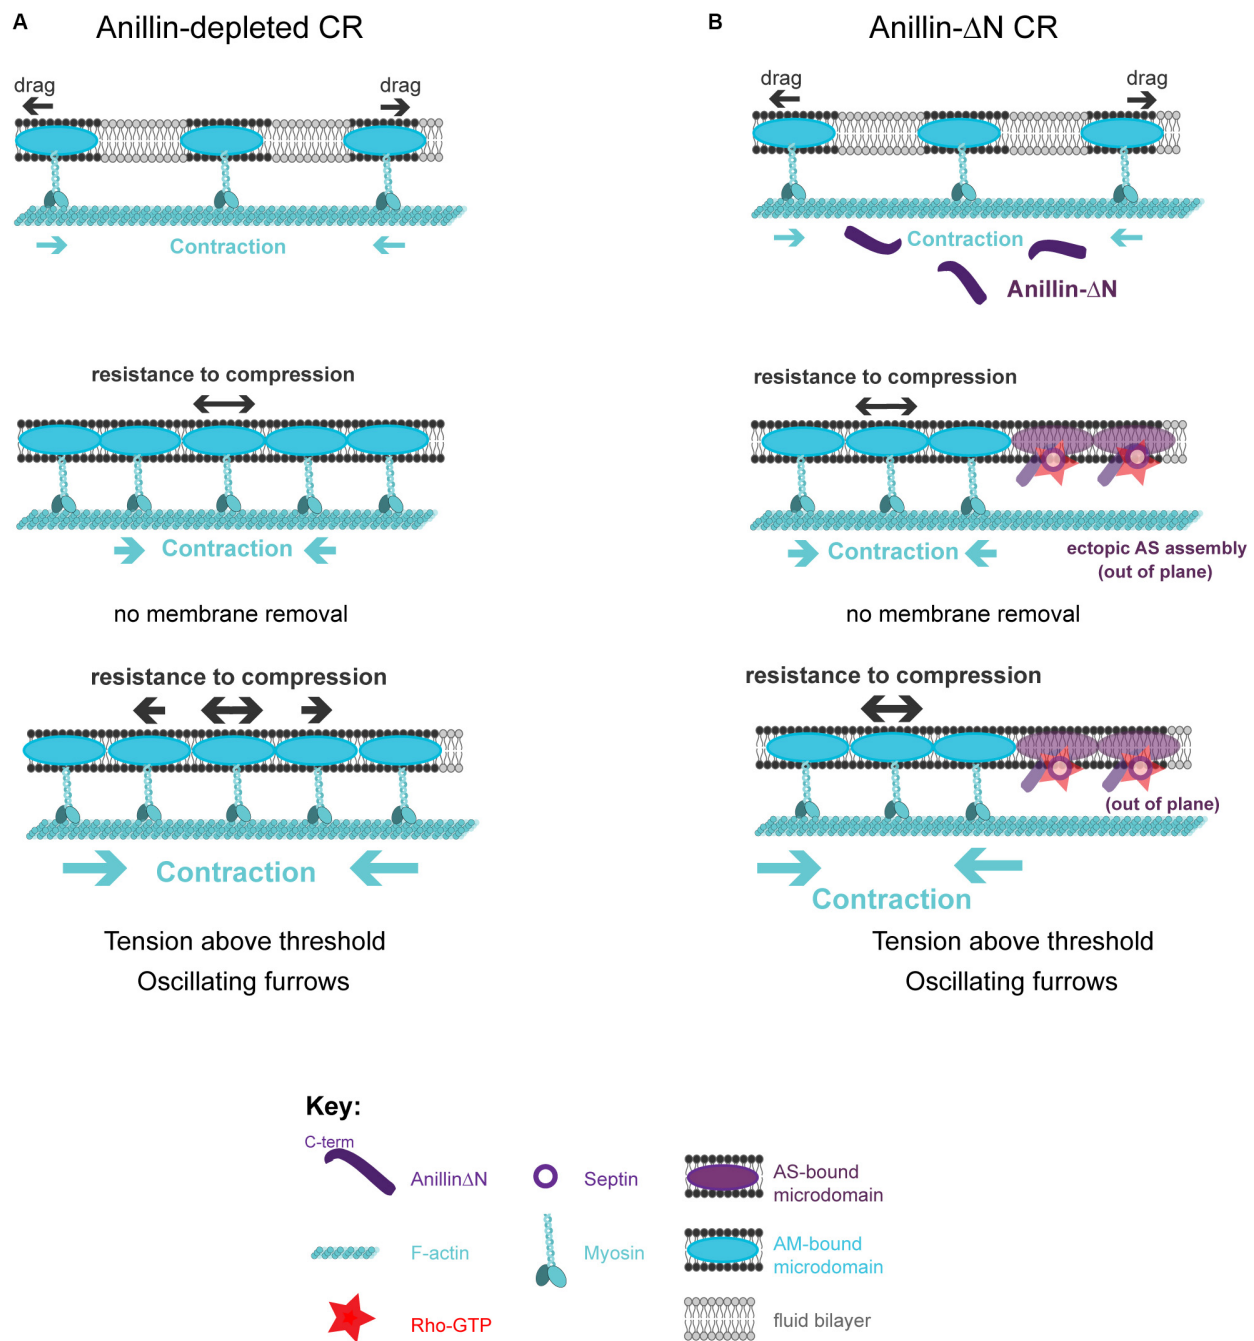 A
Anillin-depleted CR
drag
drag
Contraction
resistance to compression
Contraction
no membrane removal
resistance to compression
Contraction
Tension above threshold
Oscillating furrows
B
Anillin-ΔN CR
drag
drag
Contraction
Anillin-ΔN
resistance to compression
Contraction
ectopic AS assembly
(out of plane)
no membrane removal
resistance to compression
(out of plane)
Contraction
Tension above threshold
Oscillating furrows
Key:
C-term
AnillinΔN
Septin
AS-bound
microdomain
F-actin
Myosin
AM-bound
microdomain
Rho-GTP
fluid bilayer